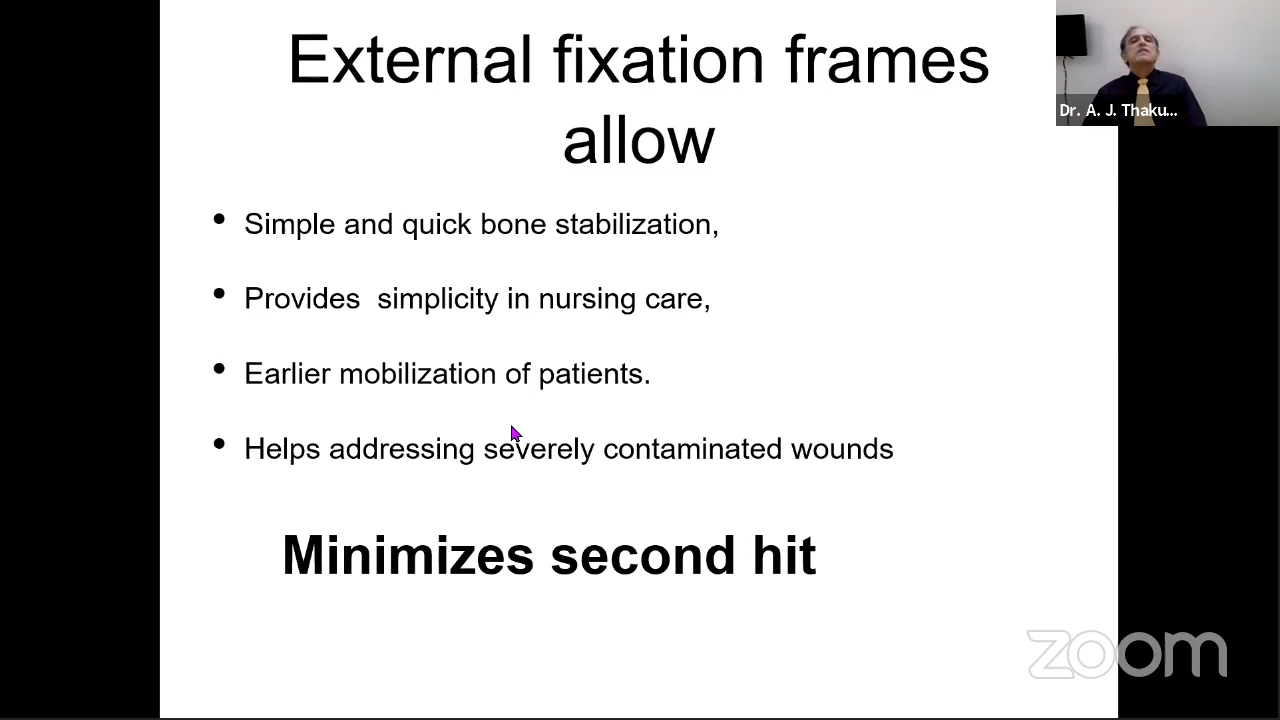 External fixation frames
allow
Dr. A. J. Thaku...
• Simple and quick bone stabilization,
• Provides  simplicity in nursing care,
• Earlier mobilization of patients.
• Helps addressing severely contaminated wounds
Minimizes second hit
zoom